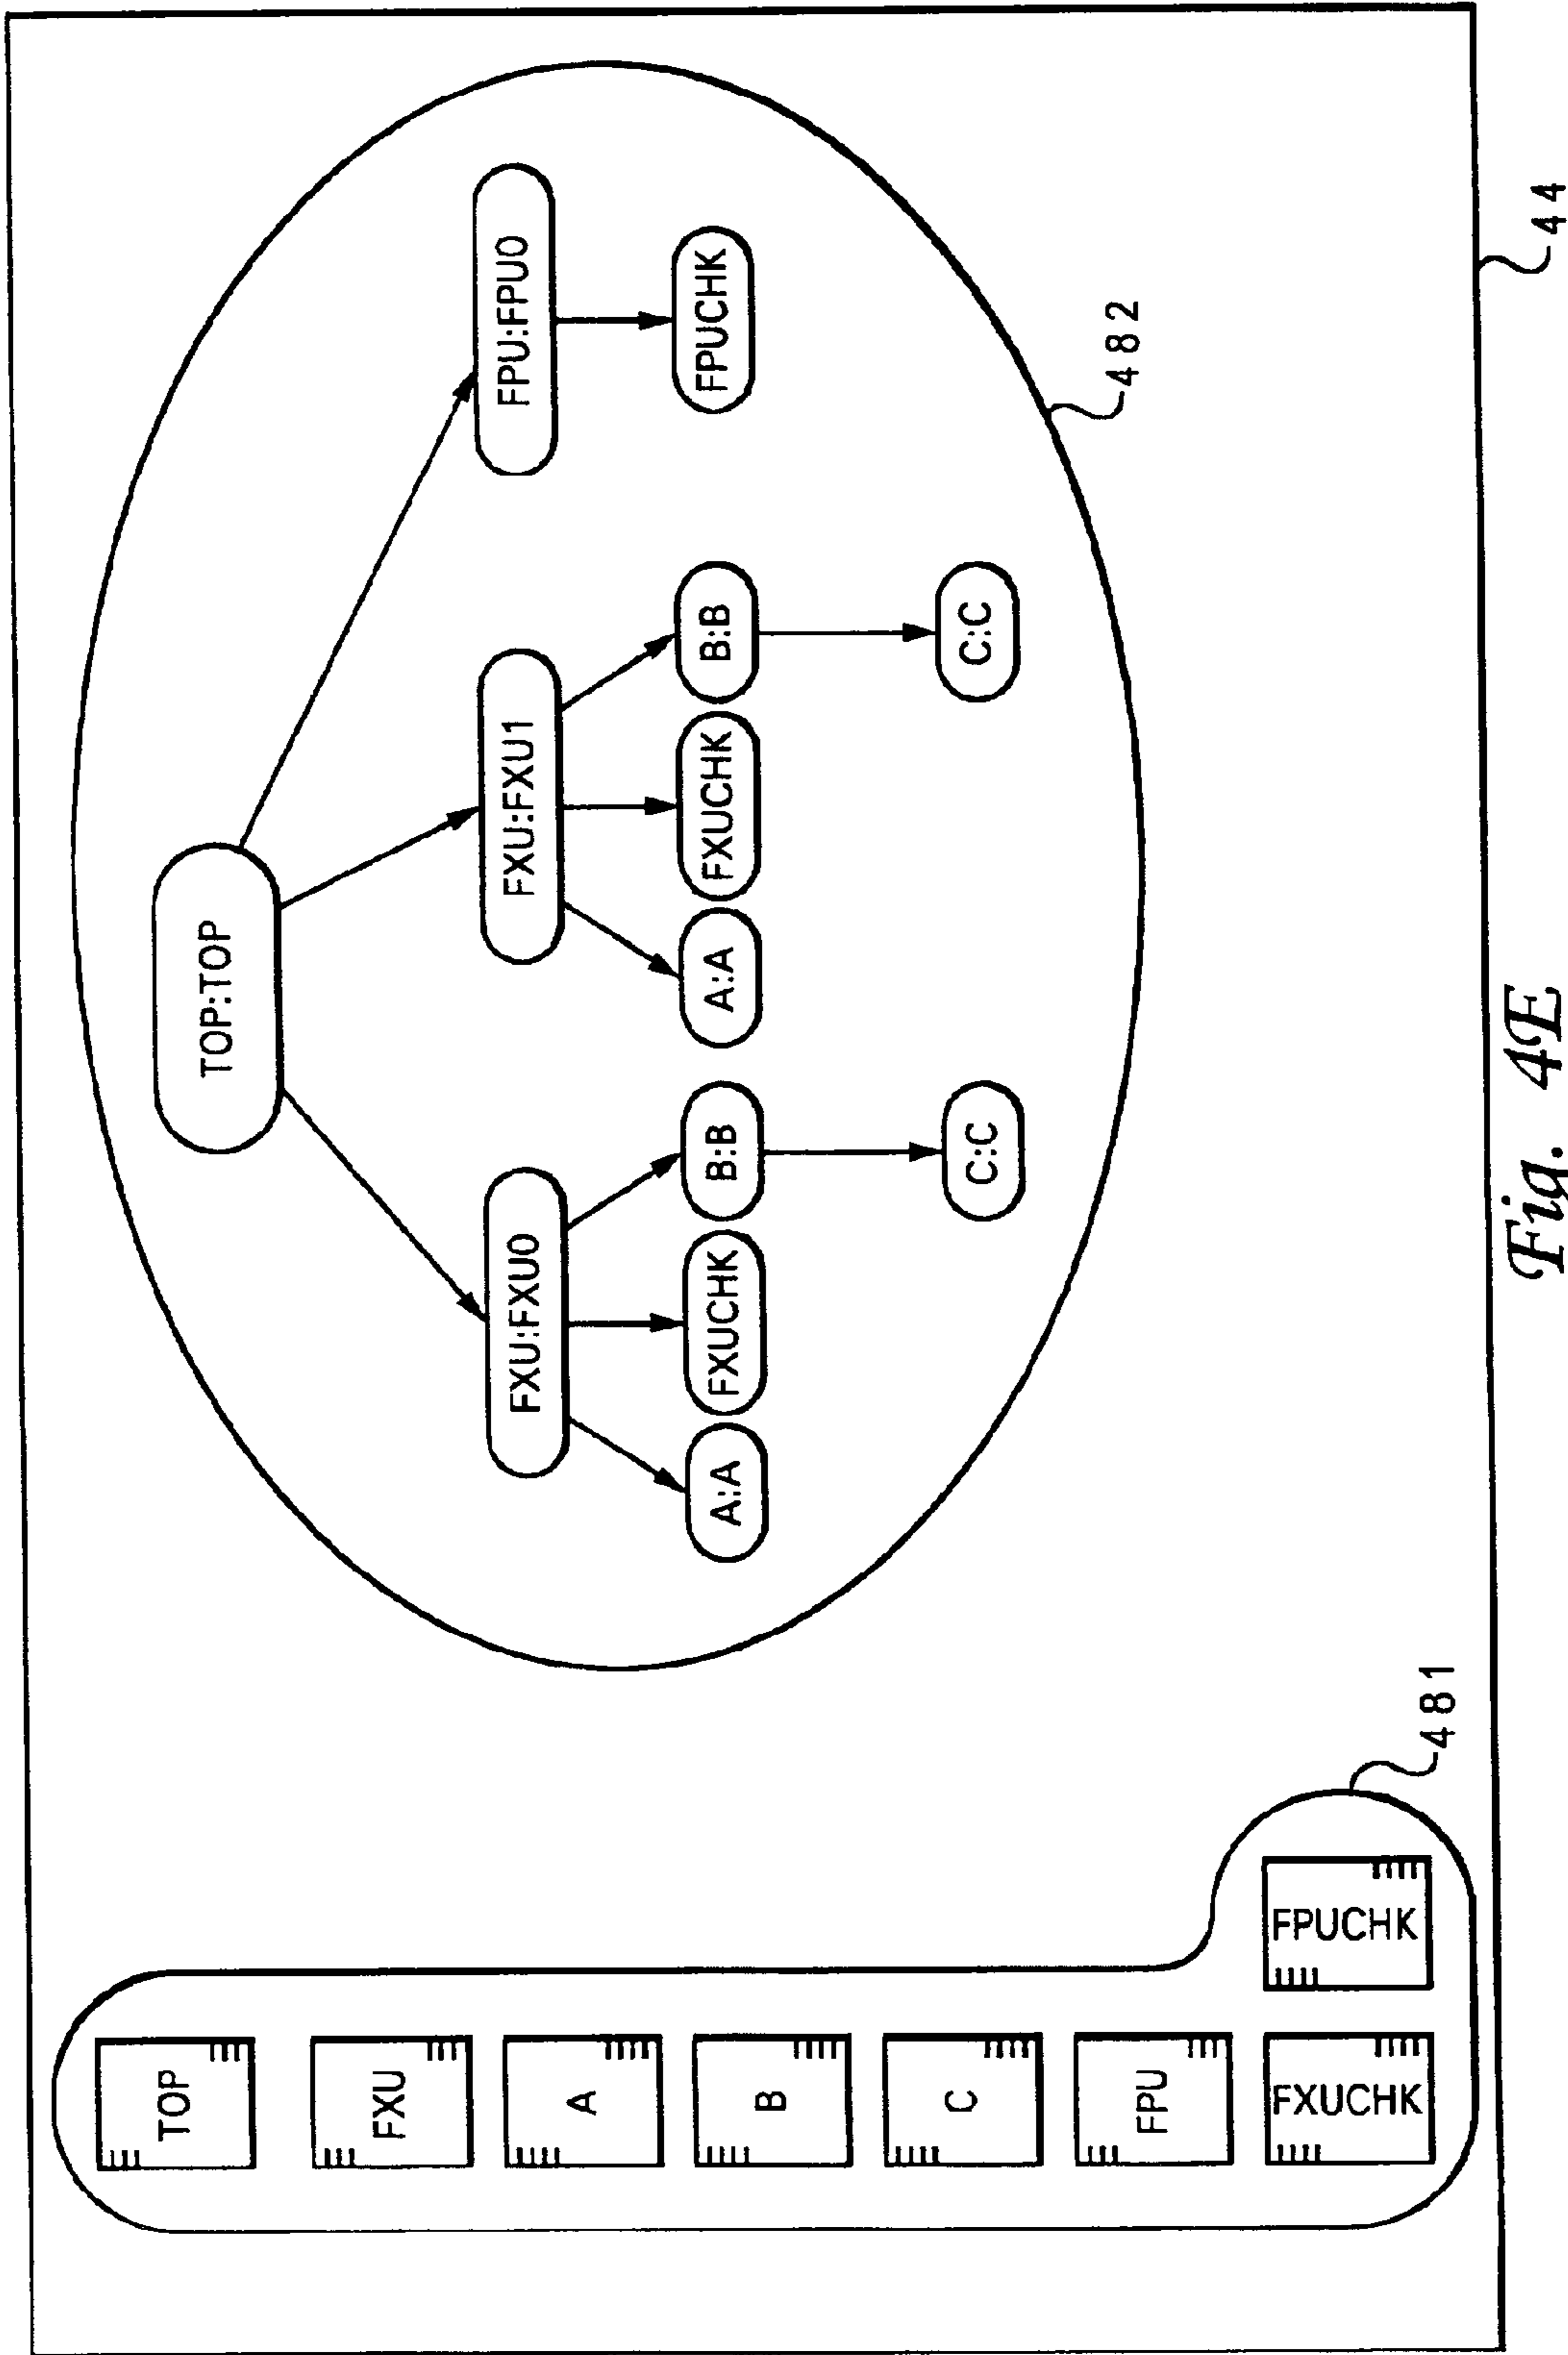 TOP
FXU
A
B
C
FPU
FXUCHK
FPUCHK
481
TOP:TOP
FXU:FXU0
FXU:FXU1
FPU:FPU0
A:A
FXUCHK
B:B
A:A
FXUCHK
B:B
FPUCHK
C:C
C:C
482
44
Fig. 4E